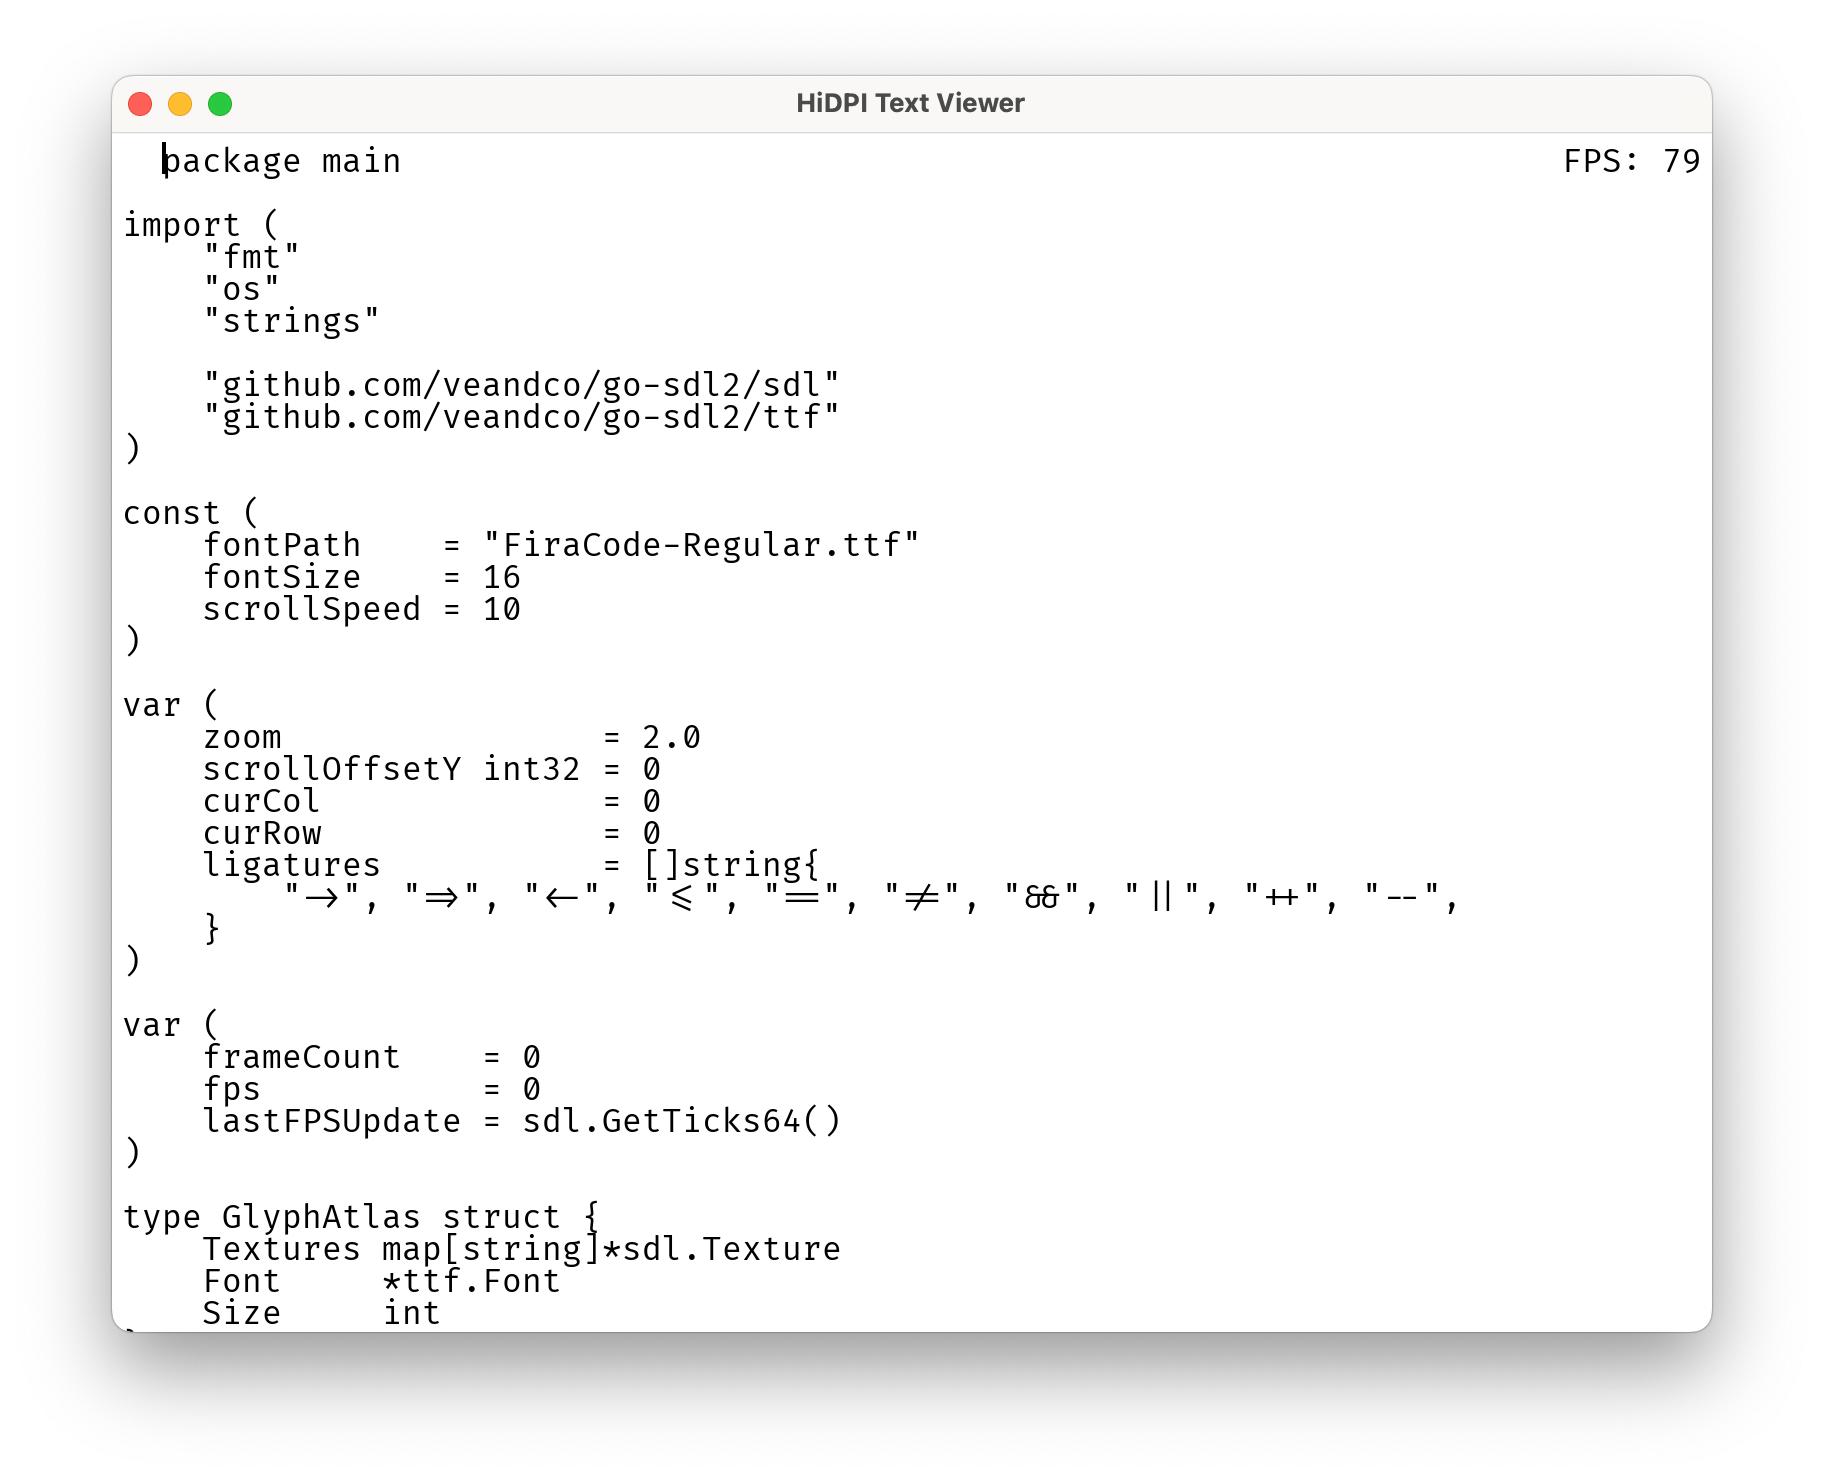 HiDPI Text Viewer
  package main FPS: 79

import (
    "fmt"
    "os"
    "strings"

    "github.com/veandco/go-sdl2/sdl"
    "github.com/veandco/go-sdl2/ttf"
)

const (
    fontPath    = "FiraCode-Regular.ttf"
    fontSize    = 16
    scrollSpeed = 10
)

var (
    zoom                = 2.0
    scrollOffsetY int32 = 0
    curCol              = 0
    curRow              = 0
    ligatures           = []string{
        "->", "=>", "<-", "<=", "==", "!=", "&&", "||", "++", "--",
    }
)

var (
    frameCount    = 0
    fps           = 0
    lastFPSUpdate = sdl.GetTicks64()
)

type GlyphAtlas struct {
    Textures map[string]*sdl.Texture
    Font     *ttf.Font
    Size     int